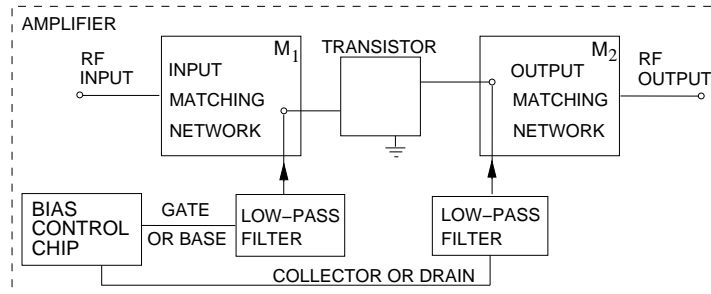 AMPLIFIER
RF
INPUT
INPUT
MATCHING
NETWORK
M1
TRANSISTOR
M2
OUTPUT
MATCHING
NETWORK
RF
OUTPUT
BIAS
CONTROL
CHIP
GATE
OR BASE
LOW−PASS
FILTER
LOW−PASS
FILTER
COLLECTOR OR DRAIN